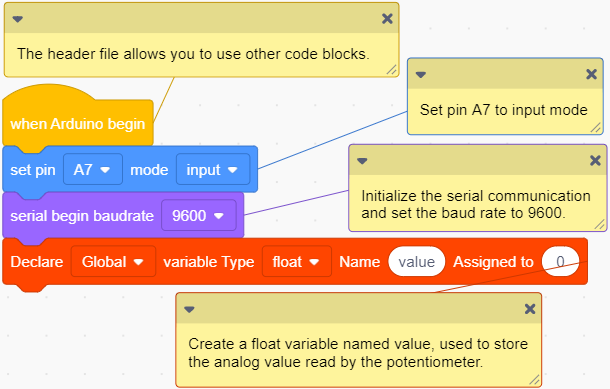 The header file allows you to use other code blocks.
when Arduino begin
Set pin A7 to input mode
set pin A7 mode input
Initialize the serial communication
and set the baud rate to 9600.
serial begin baudrate 9600
Declare Global variable Type float Name value Assigned to 0
Create a float variable named value, used to store
the analog value read by the potentiometer.